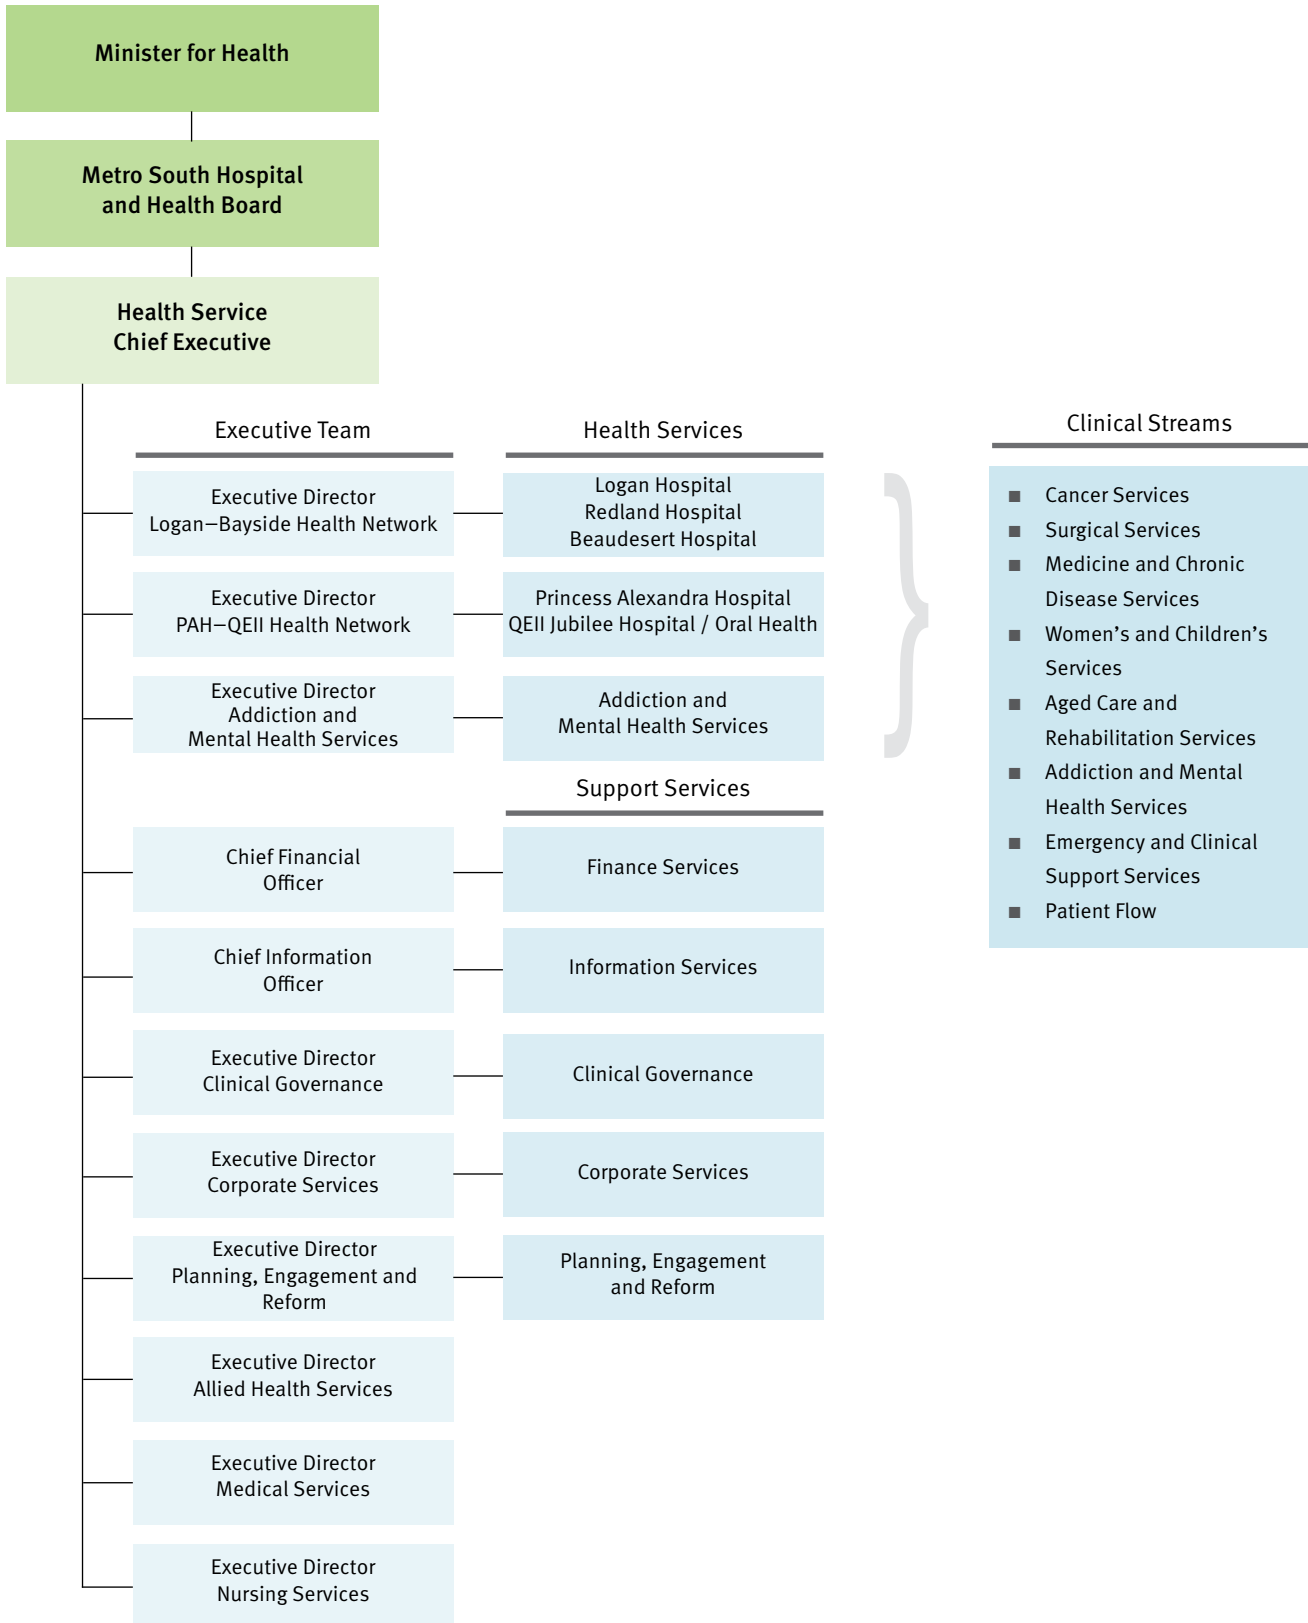 Minister for Health
Metro South Hospital
and Health Board
Health Service
Chief Executive
Executive Team
Health Services
Clinical Streams
Executive Director
Logan–Bayside Health Network
Logan Hospital
Redland Hospital
Beaudesert Hospital
Executive Director
PAH–QEII Health Network
Princess Alexandra Hospital
QEII Jubilee Hospital / Oral Health
Executive Director
Addiction and
Mental Health Services
Addiction and
Mental Health Services
}
■ Cancer Services
■ Surgical Services
■ Medicine and Chronic
Disease Services
■ Women’s and Children’s
Services
■ Aged Care and
Rehabilitation Services
■ Addiction and Mental
Health Services
■ Emergency and Clinical
Support Services
■ Patient Flow
Support Services
Chief Financial
Officer
Finance Services
Chief Information
Officer
Information Services
Executive Director
Clinical Governance
Clinical Governance
Executive Director
Corporate Services
Corporate Services
Executive Director
Planning, Engagement and
Reform
Planning, Engagement
and Reform
Executive Director
Allied Health Services
Executive Director
Medical Services
Executive Director
Nursing Services